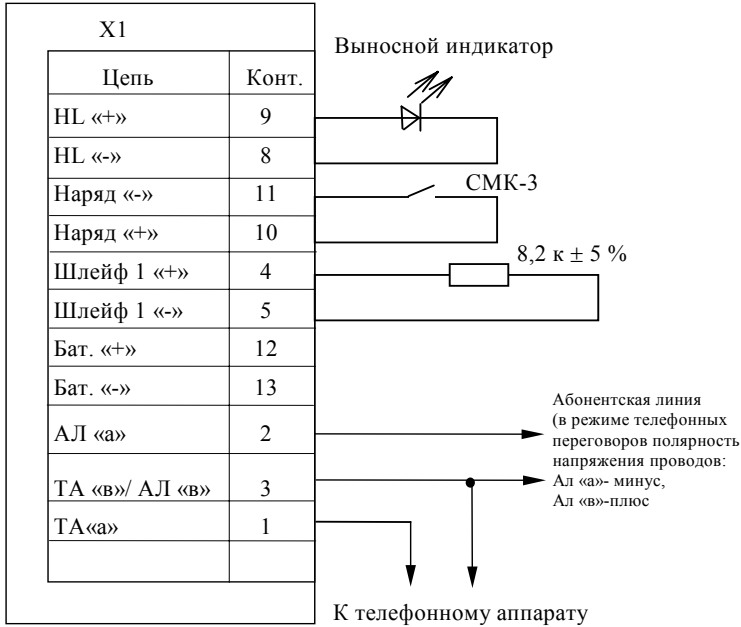 X1
Выносной индикатор
Цепь Конт.
HL «+» 9
HL «-» 8
Наряд «-» 11
СМК-3
Наряд «+» 10
8,2 к ± 5 %
Шлейф 1 «+» 4
Шлейф 1 «-» 5
Бат. «+» 12
Бат. «-» 13
АЛ «а» 2
Абонентская линия
(в режиме телефонных
переговоров полярность
напряжения проводов:
Ал «а»- минус,
Ал «в»-плюс
ТА «в»/ АЛ «в» 3
ТА«а» 1
К телефонному аппарату